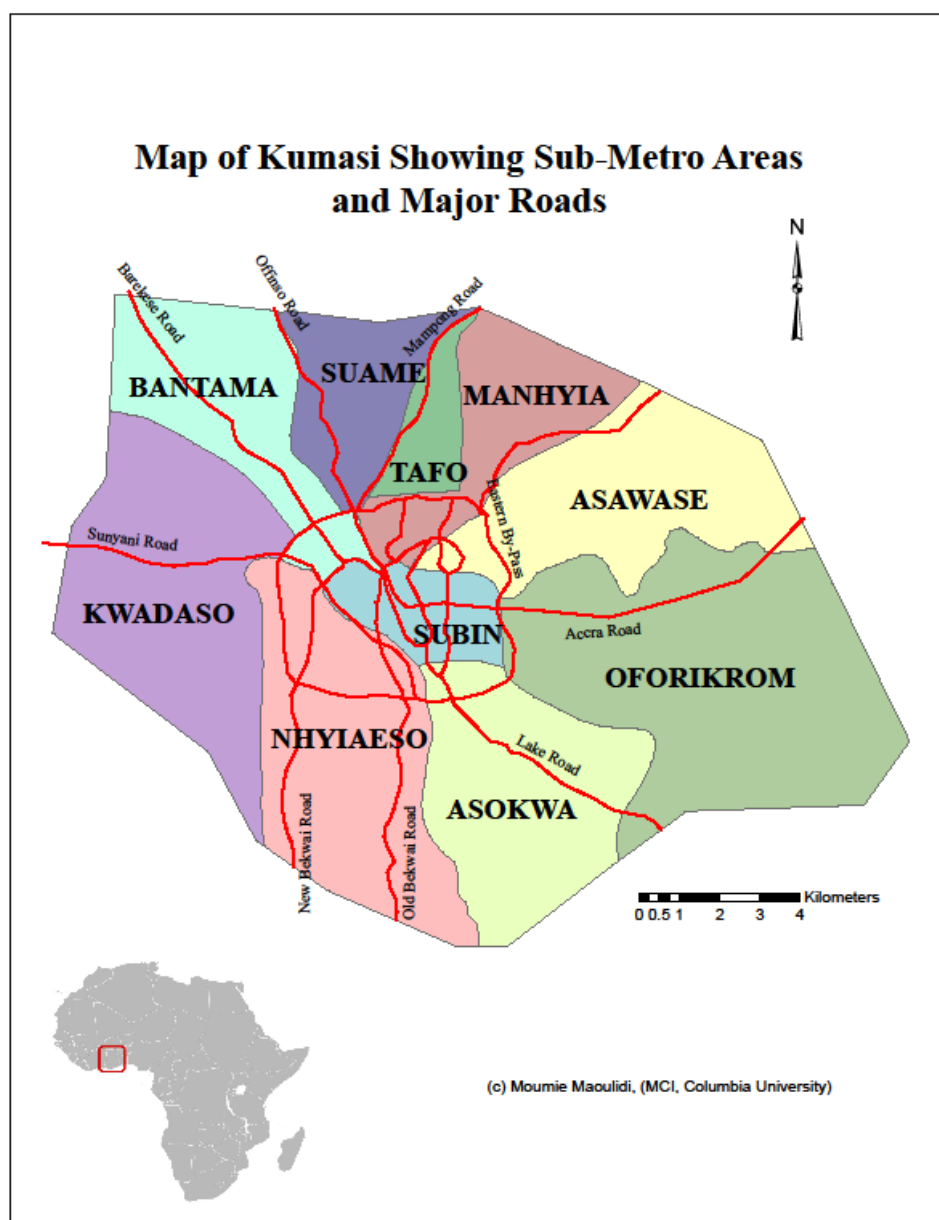 Map of Kumasi Showing Sub-Metro Areas
and Major Roads
N
Barekese Road
Offinso Road
Mampong Road
SUAME
BANTAMA
MANHYIA
TAFO
ASAWASE
Eastern By-Pass
Sunyani Road
KWADASO
SUBIN
Accra Road
OFORIKROM
NHYIAESO
Lake Road
ASOKWA
New Bekwai Road
Old Bekwai Road
Kilometers
0 0.5 1 2 3 4
(c) Moumie Maoulidi, (MCI, Columbia University)